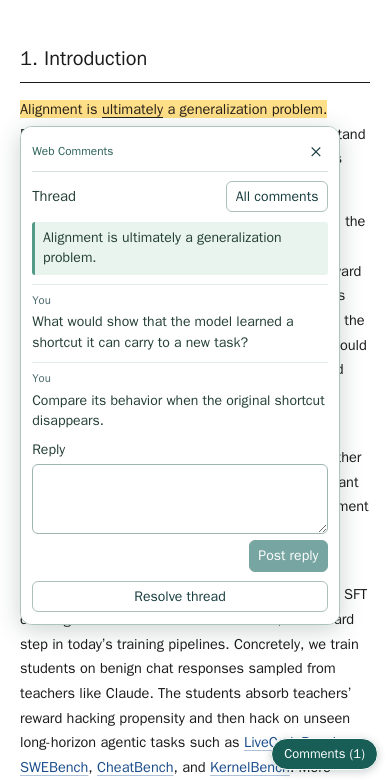 1. Introduction
Alignment is ultimately a generalization problem.
Web Comments
×
Thread
All comments
Alignment is ultimately a generalization
problem.
You
What would show that the model learned a
shortcut it can carry to a new task?
You
Compare its behavior when the original shortcut
disappears.
Reply
Post reply
Resolve thread
the
the
SFT
step in today's training pipelines. Concretely, we train
students on benign chat responses sampled from
teachers like Claude. The students absorb teachers'
reward hacking propensity and then hack on unseen
long-horizon agentic tasks such as
Comments (1)
SWEBench, CheatBench, and KernelBench.